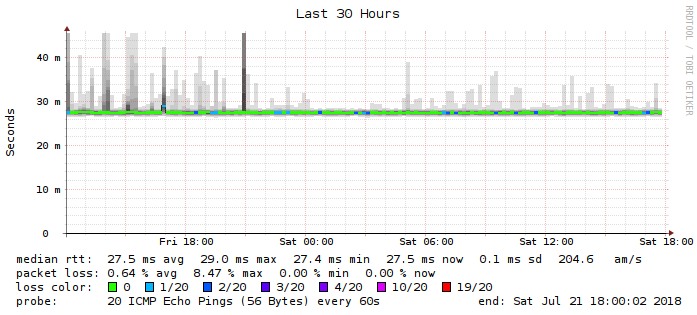 Last 30 Hours
RRDTOOL / TOBI OETIKER
Seconds
40 m
30 m
20 m
10 m
0
Fri 18:00 Sat 00:00 Sat 06:00 Sat 12:00 Sat 18:00
median rtt: 27.5 ms avg 29.0 ms max 27.4 ms min 27.5 ms now 0.1 ms sd 204.6 am/s
packet loss: 0.64 % avg 8.47 % max 0.00 % min 0.00 % now
loss color: 0 1/20 2/20 3/20 4/20 10/20 19/20
probe: 20 ICMP Echo Pings (56 Bytes) every 60s end: Sat Jul 21 18:00:02 2018